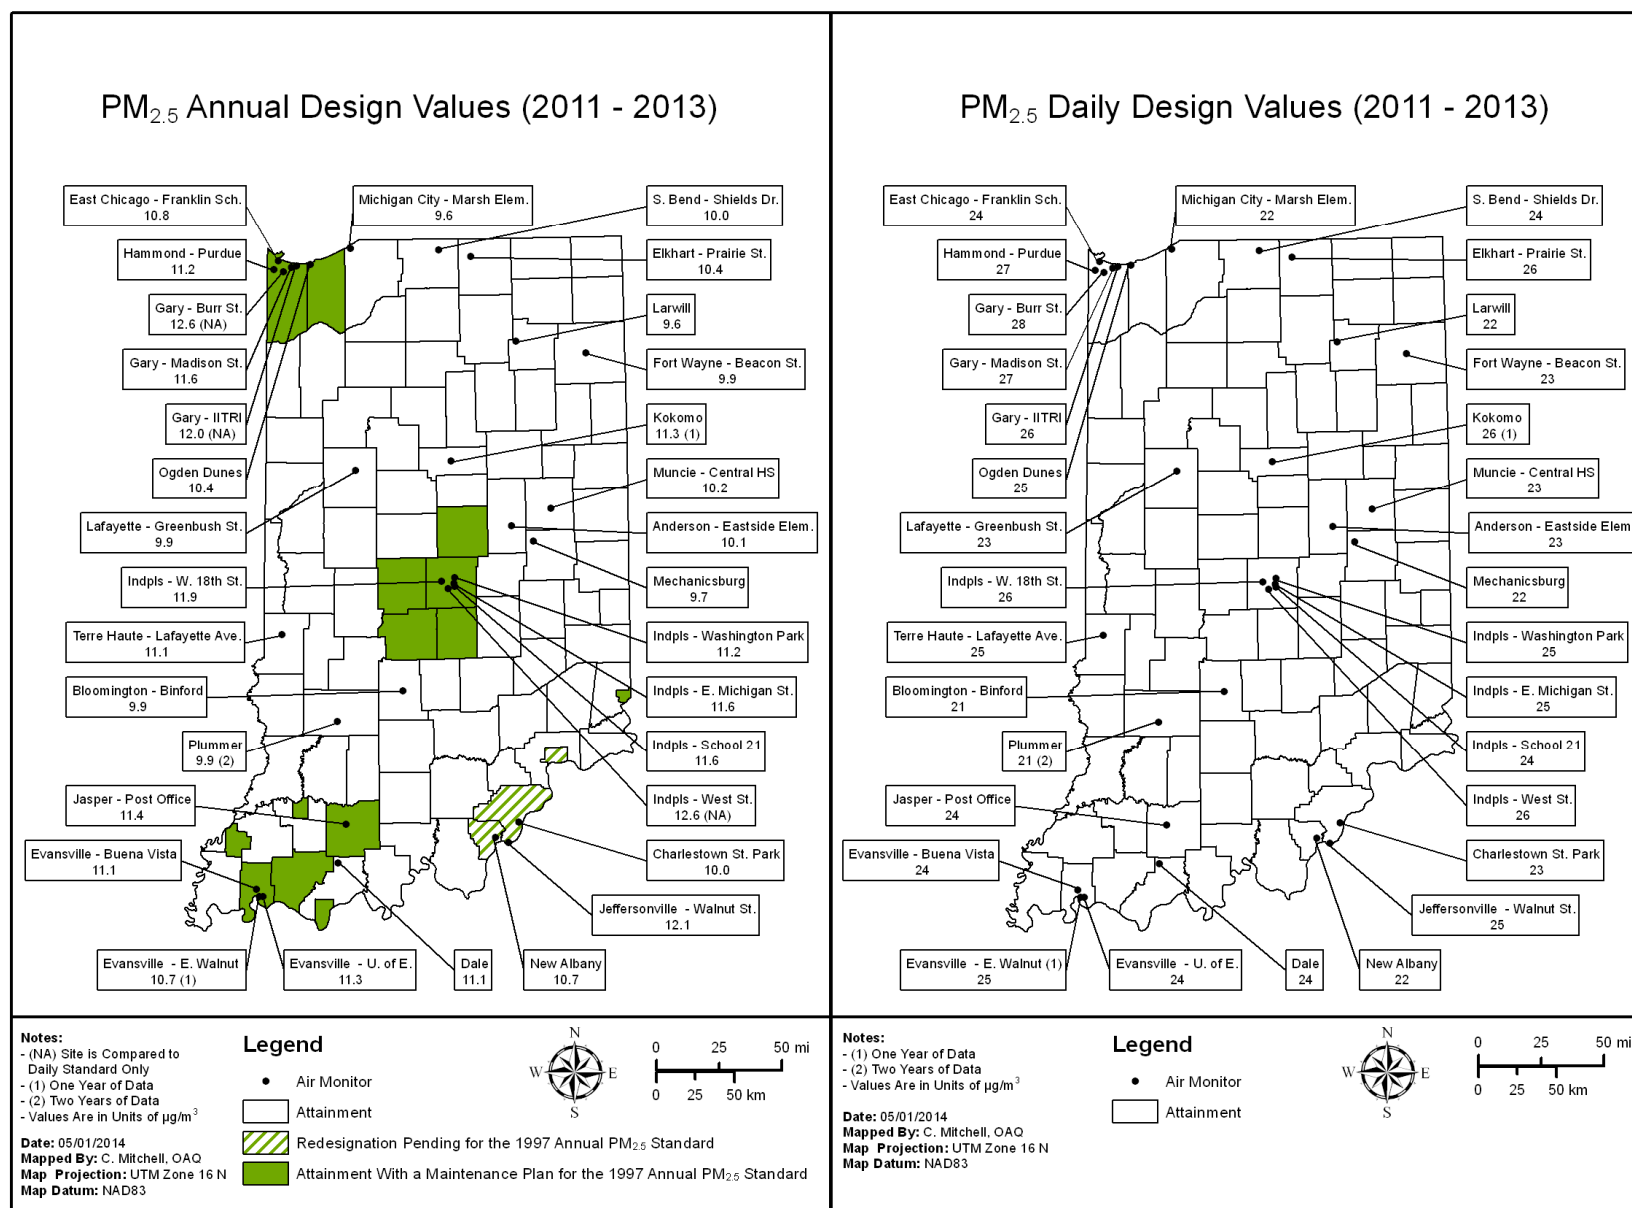 PM2.5 Annual Design Values (2011 - 2013)
East Chicago - Franklin Sch.
10.8
Michigan City - Marsh Elem.
9.6
S. Bend - Shields Dr.
10.0
Hammond - Purdue
11.2
Elkhart - Prairie St.
10.4
Gary - Burr St.
12.6 (NA)
Larwill
9.6
Gary - Madison St.
11.6
Fort Wayne - Beacon St.
9.9
Gary - IITRI
12.0 (NA)
Kokomo
11.3 (1)
Ogden Dunes
10.4
Muncie - Central HS
10.2
Lafayette - Greenbush St.
9.9
Anderson - Eastside Elem.
10.1
Indpls - W. 18th St.
11.9
Mechanicsburg
9.7
Terre Haute - Lafayette Ave.
11.1
Indpls - Washington Park
11.2
Bloomington - Binford
9.9
Indpls - E. Michigan St.
11.6
Plummer
9.9 (2)
Indpls - School 21
11.6
Jasper - Post Office
11.4
Indpls - West St.
12.6 (NA)
Evansville - Buena Vista
11.1
Charlestown St. Park
10.0
Jeffersonville - Walnut St.
12.1
Evansville - E. Walnut
10.7 (1)
Evansville - U. of E.
11.3
Dale
11.1
New Albany
10.7
Notes:
- (NA) Site is Compared to
Daily Standard Only
- (1) One Year of Data
- (2) Two Years of Data
- Values Are in Units of µg/m³
Date: 05/01/2014
Mapped By: C. Mitchell, OAQ
Map Projection: UTM Zone 16 N
Map Datum: NAD83
Legend
Air Monitor
Attainment
Redesignation Pending for the 1997 Annual PM2.5 Standard
Attainment With a Maintenance Plan for the 1997 Annual PM2.5 Standard
N
W E
S
0 25 50 mi
0 25 50 km
PM2.5 Daily Design Values (2011 - 2013)
East Chicago - Franklin Sch.
24
Michigan City - Marsh Elem.
22
S. Bend - Shields Dr.
24
Hammond - Purdue
27
Elkhart - Prairie St.
26
Gary - Burr St.
28
Larwill
22
Gary - Madison St.
27
Fort Wayne - Beacon St.
23
Gary - IITRI
26
Kokomo
26 (1)
Ogden Dunes
25
Muncie - Central HS
23
Lafayette - Greenbush St.
23
Anderson - Eastside Elem.
23
Indpls - W. 18th St.
26
Mechanicsburg
22
Terre Haute - Lafayette Ave.
25
Indpls - Washington Park
25
Bloomington - Binford
21
Indpls - E. Michigan St.
25
Plummer
21 (2)
Indpls - School 21
24
Jasper - Post Office
24
Indpls - West St.
26
Evansville - Buena Vista
24
Charlestown St. Park
23
Jeffersonville - Walnut St.
25
Evansville - E. Walnut (1)
25
Evansville - U. of E.
24
Dale
24
New Albany
22
Notes:
- (1) One Year of Data
- (2) Two Years of Data
- Values Are in Units of µg/m³
Date: 05/01/2014
Mapped By: C. Mitchell, OAQ
Map Projection: UTM Zone 16 N
Map Datum: NAD83
Legend
Air Monitor
Attainment
N
W E
S
0 25 50 mi
0 25 50 km